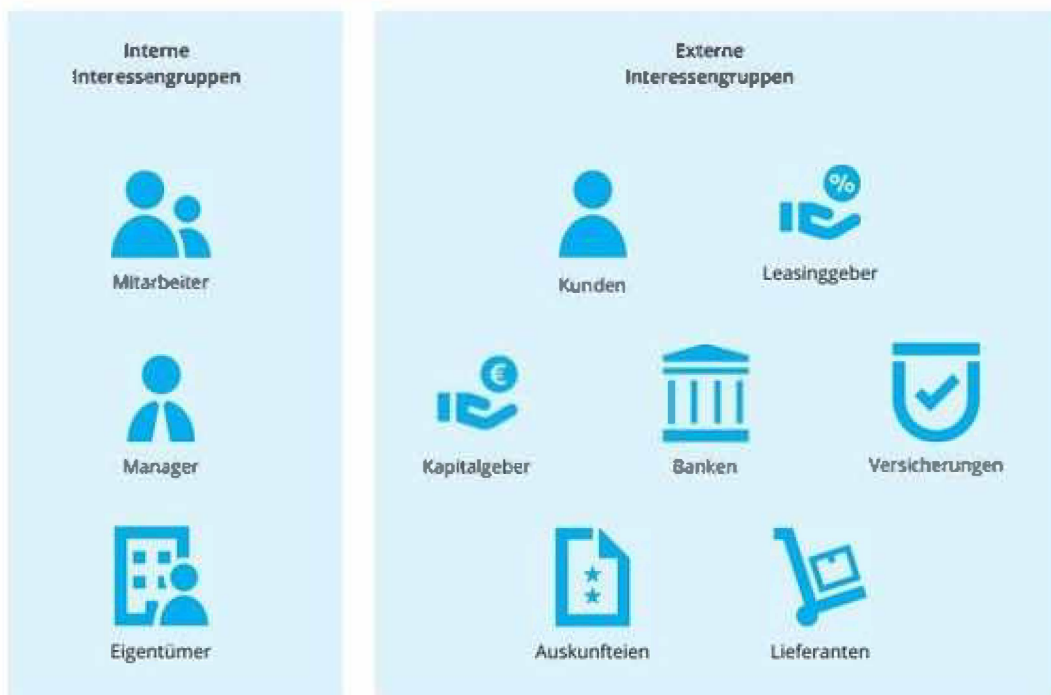 Interne
Interessengruppen
Mitarbeiter
Manager
Eigentümer
Externe
Interessengruppen
Kunden
%
Leasinggeber
€
Kapitalgeber
Banken
Versicherungen
Auskunfteien
Lieferanten